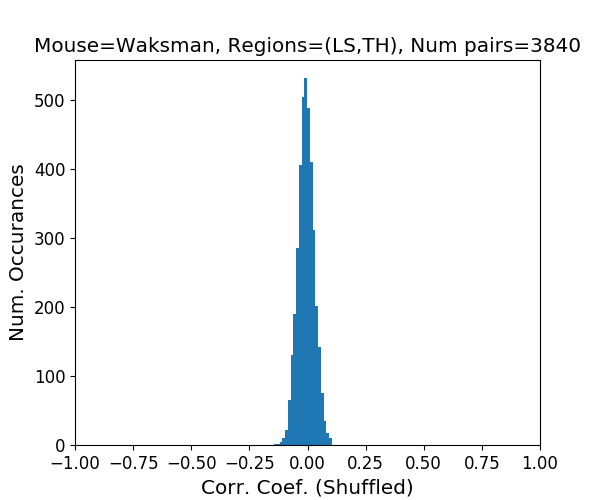 Mouse=Waksman, Regions=(LS,TH), Num pairs=3840
500
400
300
200
100
0
Num. Occurances
−1.00 −0.75 −0.50 −0.25 0.00 0.25 0.50 0.75 1.00
Corr. Coef. (Shuffled)